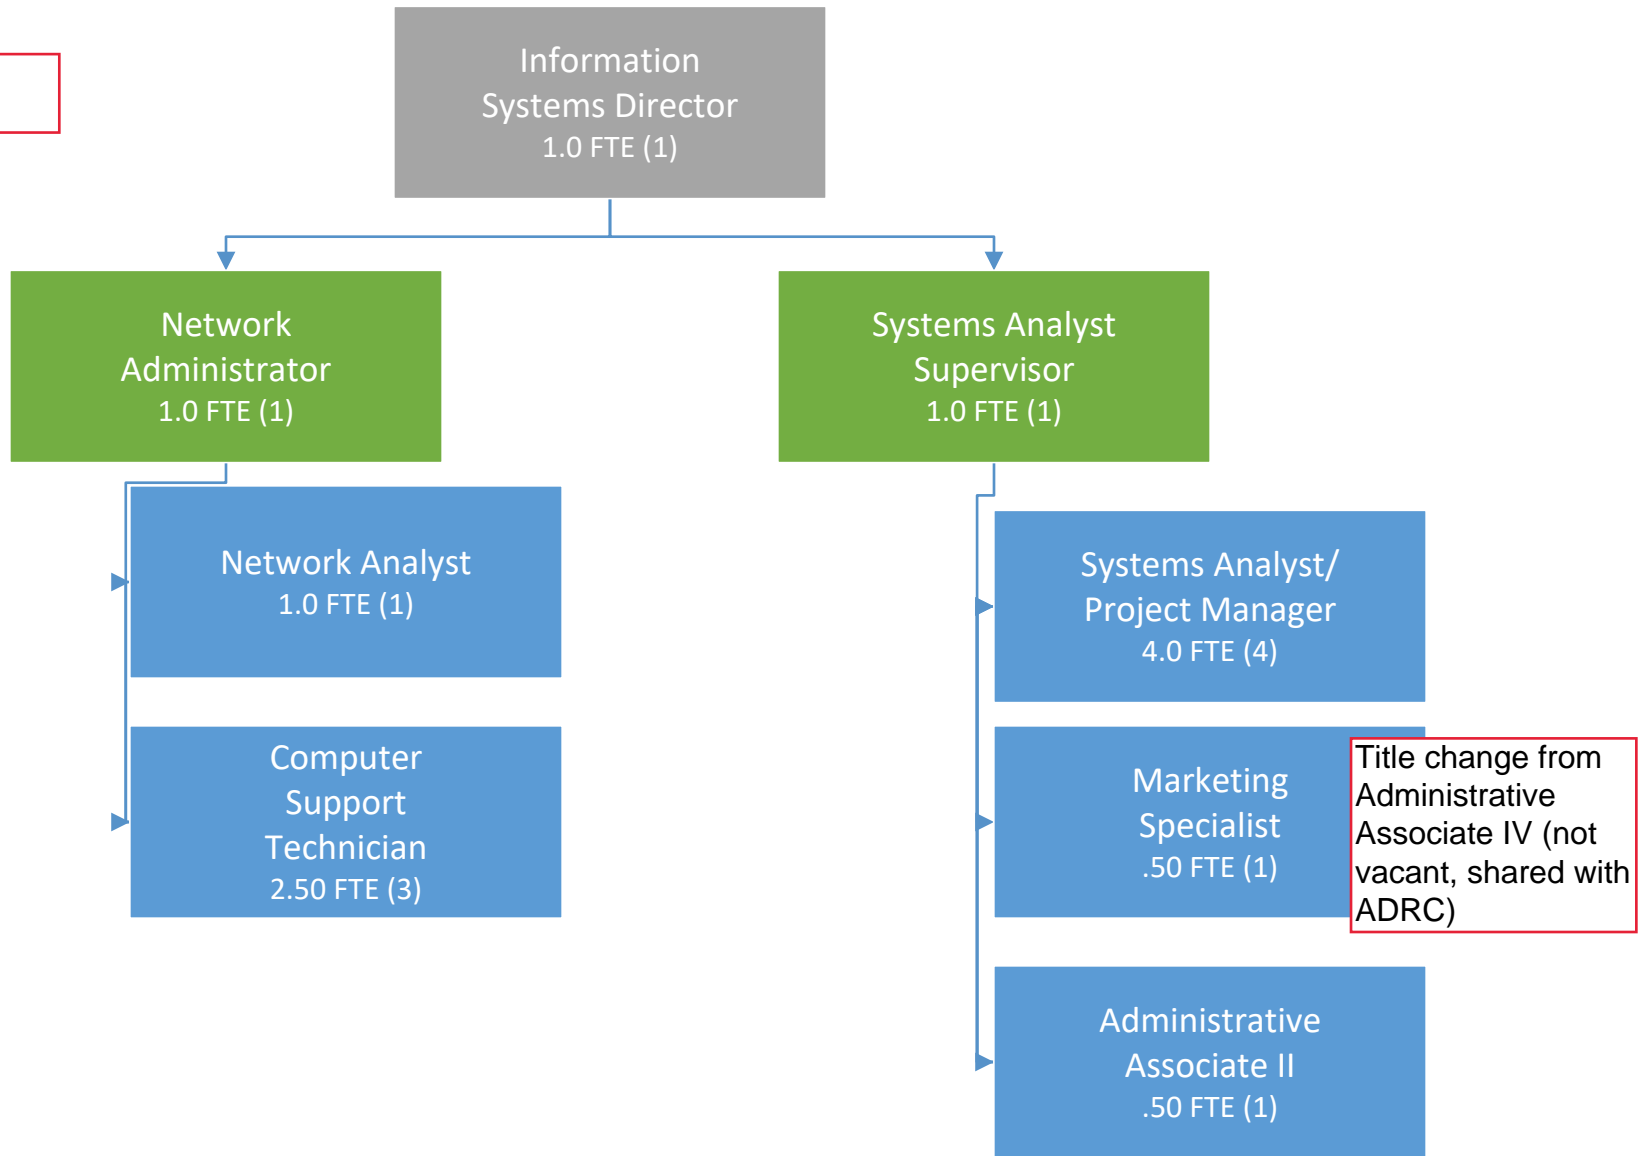 Information
Systems Director
1.0 FTE (1)
Network
Administrator
1.0 FTE (1)
Systems Analyst
Supervisor
1.0 FTE (1)
Network Analyst
1.0 FTE (1)
Computer
Support
Technician
2.50 FTE (3)
Systems Analyst/
Project Manager
4.0 FTE (4)
Marketing
Specialist
.50 FTE (1)
Title change from
Administrative
Associate IV (not
vacant, shared with
ADRC)
Administrative
Associate II
.50 FTE (1)